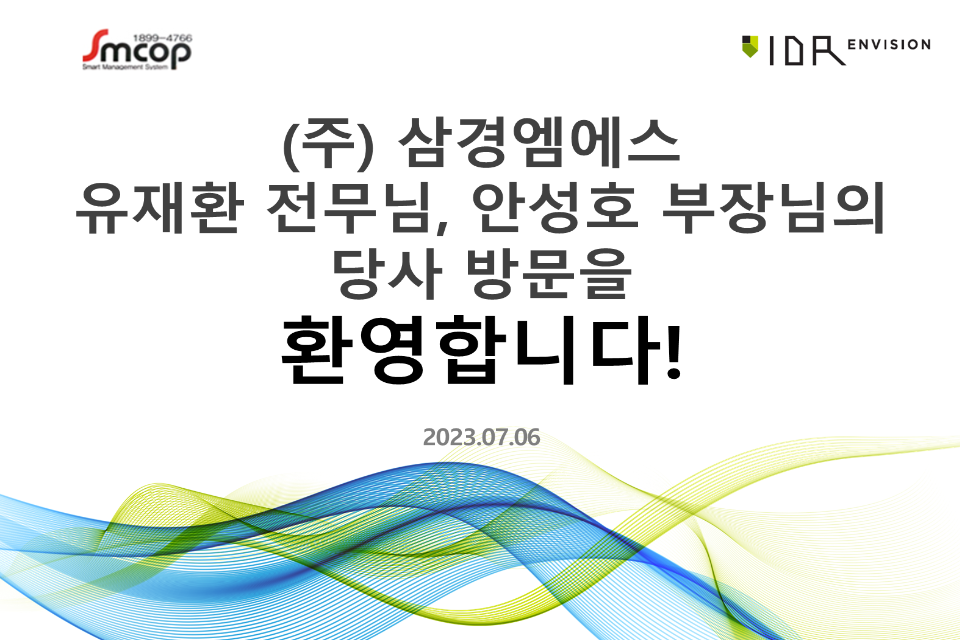 1899-4766
Smcop
Smart Management System
IDR ENVISION
(주) 삼경엠에스
유재환 전무님, 안성호 부장님의
당사 방문을
환영합니다!
2023.07.06